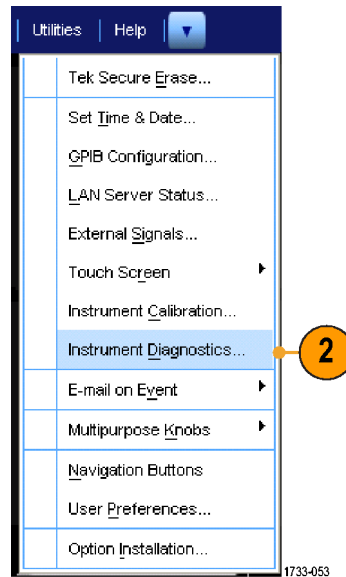 Utilities Help
Tek Secure Erase...
Set Time & Date...
GPIB Configuration...
LAN Server Status...
External Signals...
Touch Screen
Instrument Calibration...
Instrument Diagnostics...
2
E-mail on Event
Multipurpose Knobs
Navigation Buttons
User Preferences...
Option Installation...
1733-053